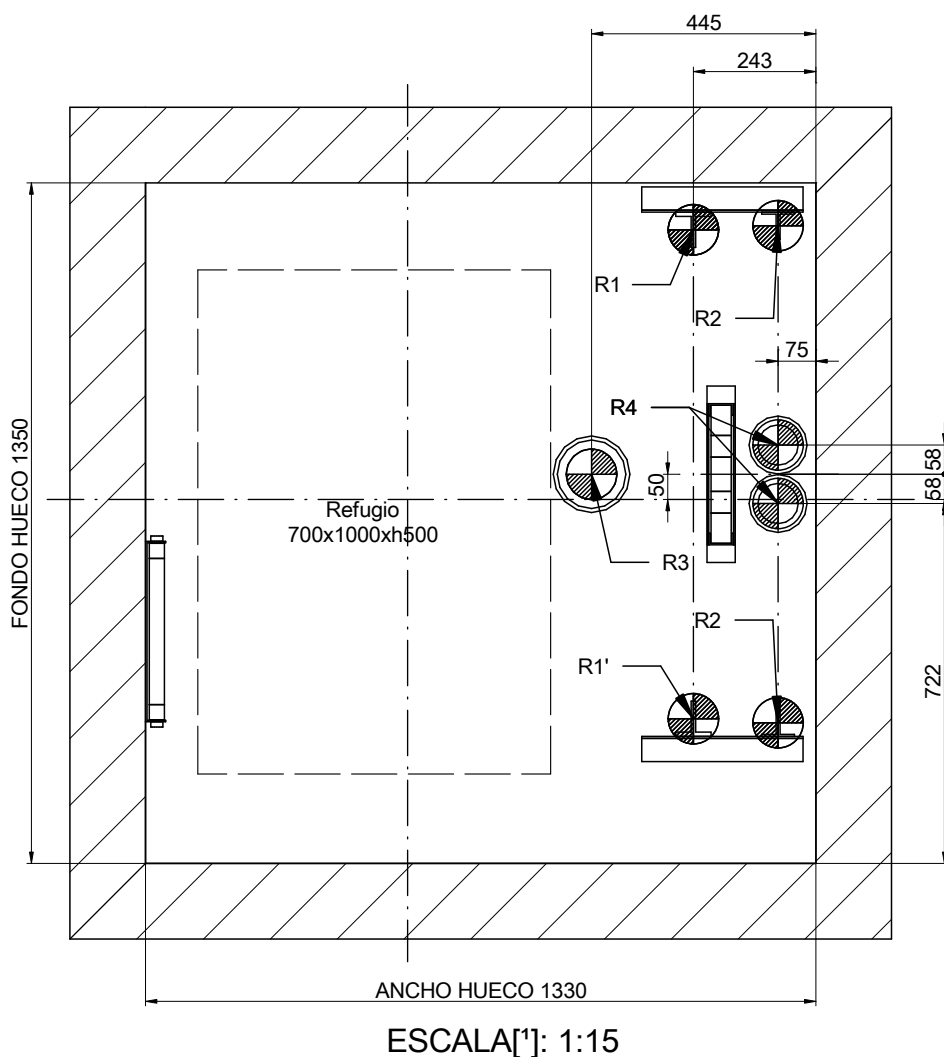 445
243
R1
R2
75
R4
58
58
50
FONDO HUECO 1350
Refugio
700x1000xh500
R3
R2
R1'
722
ANCHO HUECO 1330
ESCALA[¹]: 1:15